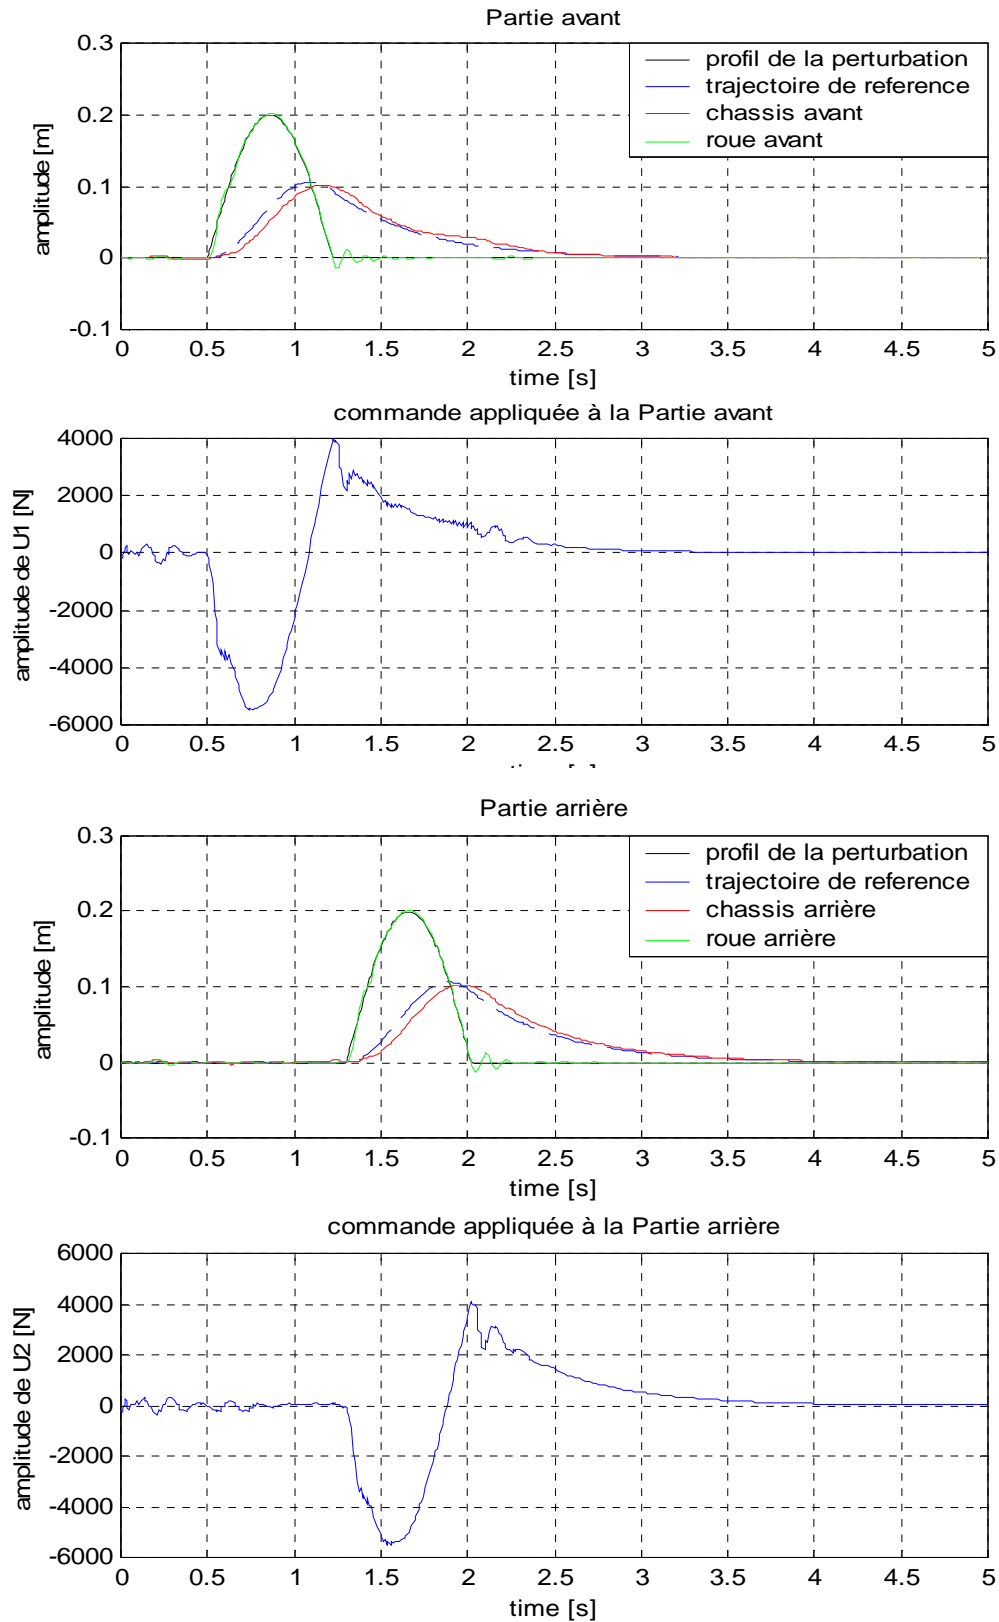 Partie avant
0.3
0.2
0.1
0
-0.1
amplitude [m]
profil de la perturbation
trajectoire de reference
chassis avant
roue avant
0 0.5 1 1.5 2 2.5 3 3.5 4 4.5 5
time [s]
commande appliquée à la Partie avant
4000
2000
0
-2000
-4000
-6000
amplitude de U1 [N]
0 0.5 1 1.5 2 2.5 3 3.5 4 4.5 5
Partie arrière
0.3
0.2
0.1
0
-0.1
amplitude [m]
profil de la perturbation
trajectoire de reference
chassis arrière
roue arrière
0 0.5 1 1.5 2 2.5 3 3.5 4 4.5 5
time [s]
commande appliquée à la Partie arrière
6000
4000
2000
0
-2000
-4000
-6000
amplitude de U2 [N]
0 0.5 1 1.5 2 2.5 3 3.5 4 4.5 5
time [s]